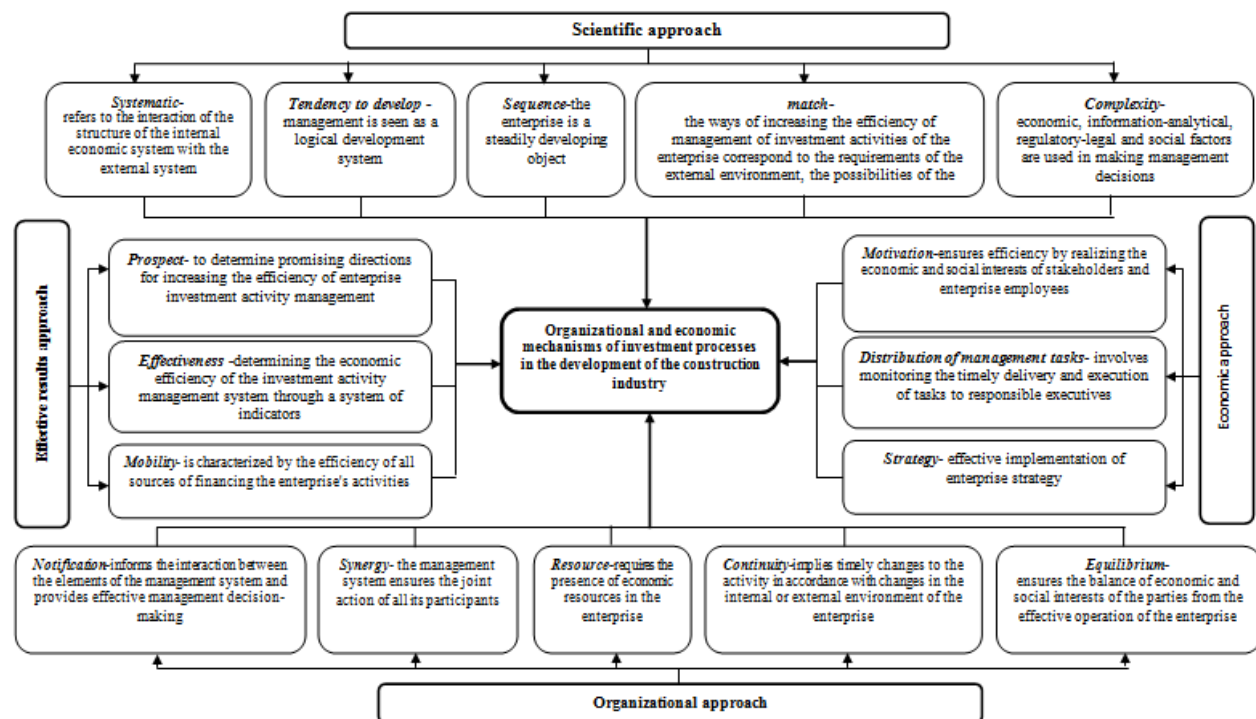 Scientific approach
Systematic-
refers to the interaction of the
structure of the internal
economic system with the
external system
Tendency to develop -
management is seen as a
logical development
system
Sequence-the
enterprise is a
steadily developing
object
match-
the ways of increasing the efficiency of
management of investment activities of the
enterprise correspond to the requirements of the
external environment, the possibilities of the
Complexity-
economic, information-analytical,
regulatory-legal and social factors
are used in making management
decisions
Effective results approach
Prospect- to determine promising directions
for increasing the efficiency of enterprise
investment activity management
Effectiveness -determining the economic
efficiency of the investment activity
management system through a system of
indicators
Mobility- is characterized by the efficiency of all
sources of financing the enterprise's activities
Organizational and economic
mechanisms of investment processes
in the development of the construction
industry
Motivation-ensures efficiency by realizing the
economic and social interests of stakeholders and
enterprise employees
Distribution of management tasks- involves
monitoring the timely delivery and execution
of tasks to responsible executives
Strategy- effective implementation of
enterprise strategy
Economic approach
Notification-informs the interaction between
the elements of the management system and
provides effective management decision-
making
Synergy- the management
system ensures the joint
action of all its participants
Resource-requires the
presence of economic
resources in the
enterprise
Continuity-implies timely changes to the
activity in accordance with changes in the
internal or external environment of the
enterprise
Equilibrium-
ensures the balance of economic and
social interests of the parties from the
effective operation of the enterprise
Organizational approach